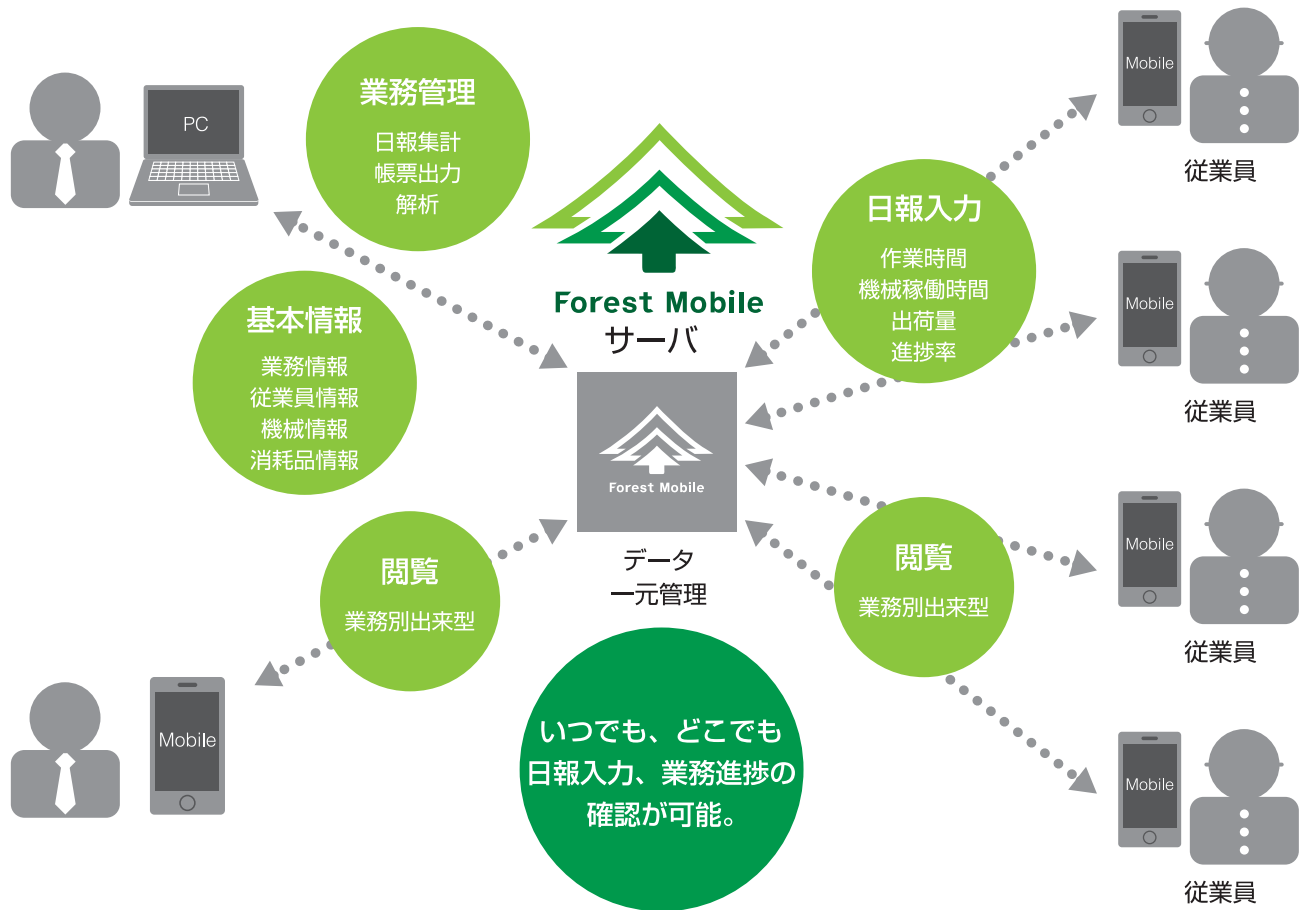 PC
業務管理
日報集計
帳票出力
解析
基本情報
業務情報
従業員情報
機械情報
消耗品情報
Forest Mobile
サーバ
Forest Mobile
データ
一元管理
日報入力
作業時間
機械稼働時間
出荷量
進捗率
Mobile
従業員
Mobile
従業員
閲覧
業務別出来型
Mobile
閲覧
業務別出来型
Mobile
従業員
Mobile
従業員
いつでも、どこでも
日報入力、業務進捗の
確認が可能。